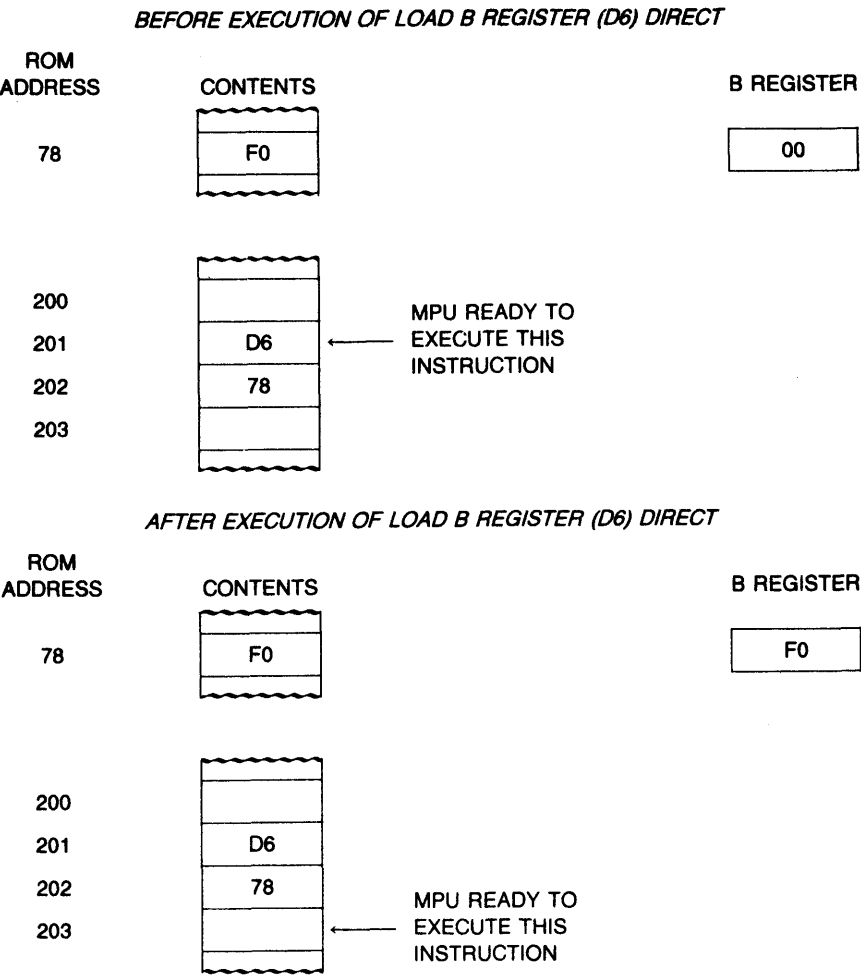 BEFORE EXECUTION OF LOAD B REGISTER (D6) DIRECT
ROM
ADDRESS
CONTENTS
B REGISTER
78
F0
00
200
201
D6
202
78
203
MPU READY TO
EXECUTE THIS
INSTRUCTION
AFTER EXECUTION OF LOAD B REGISTER (D6) DIRECT
ROM
ADDRESS
CONTENTS
B REGISTER
78
F0
F0
200
201
D6
202
78
203
MPU READY TO
EXECUTE THIS
INSTRUCTION